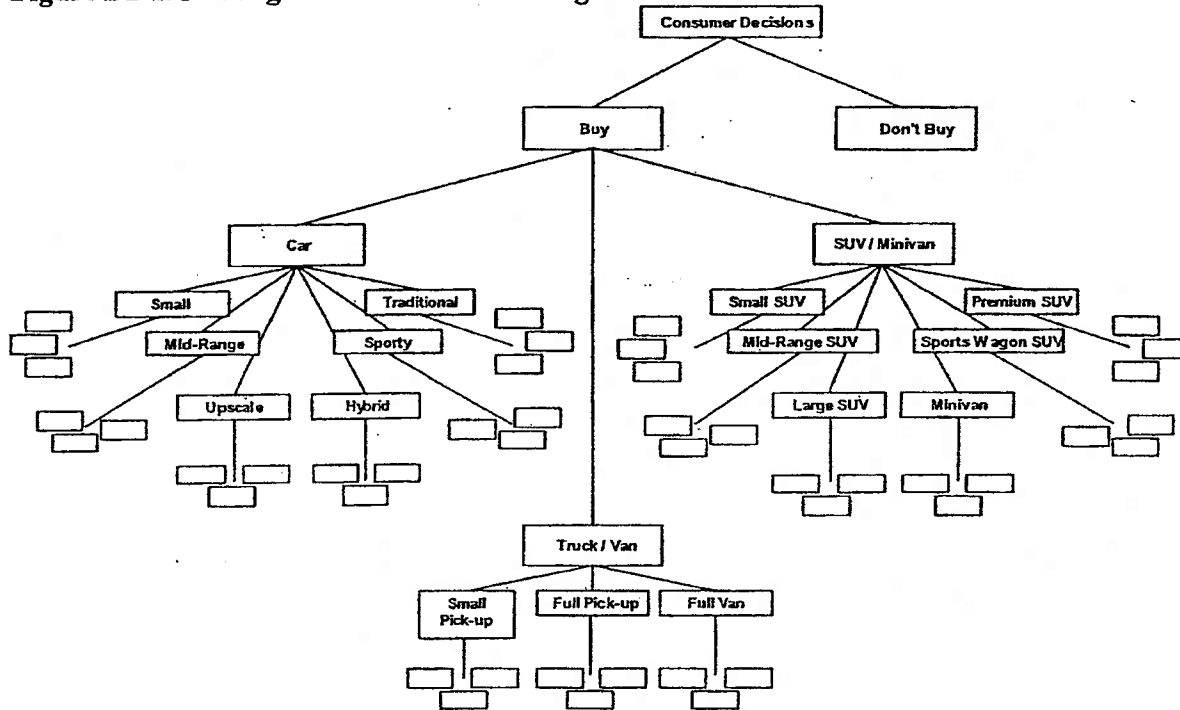 Consumer Decisions
Buy
Don't Buy
Car
SUV / Minivan
Small
Traditional
Small SUV
Premium SUV
Mid-Range
Sporty
Mid-Range SUV
Sports Wagon SUV
Upscale
Hybrid
Large SUV
Minivan
Truck / Van
Small
Pick-up
Full Pick-up
Full Van